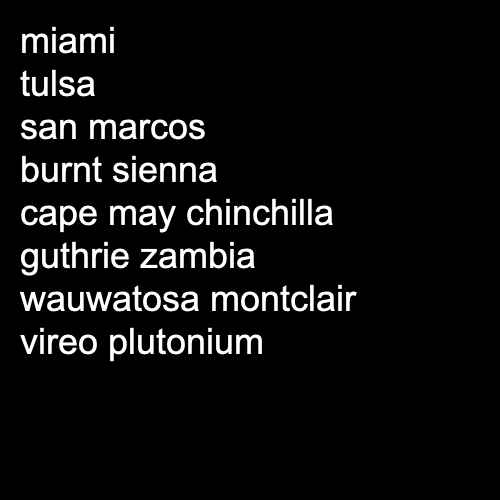 miami
tulsa
san marcos
burnt sienna
cape may chinchilla
guthrie zambia
wauwatosa montclair
vireo plutonium